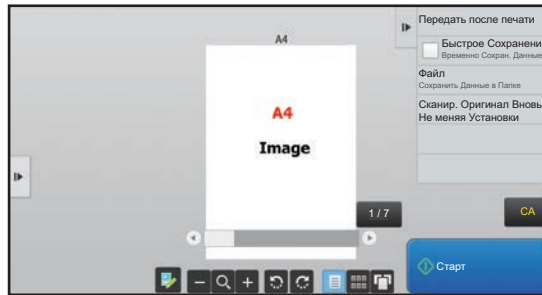 A4
A4
Image
1 / 7
Передать после печати
Быстрое Сохранени
Временно Сохран. Данные
Файл
Сохранить Данные в Папке
Сканир. Оригинал Вновь
Не меняя Установки
CA
Старт